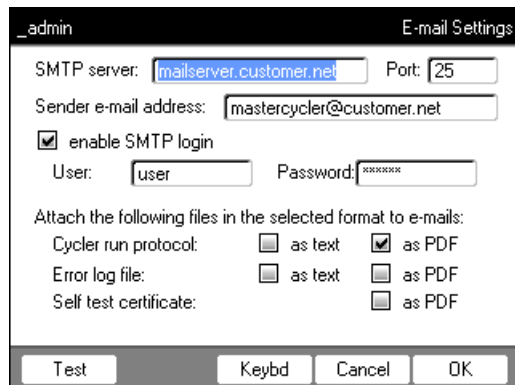 _admin E-mail Settings
SMTP server: mailserver.customer.net Port: 25
Sender e-mail address: mastercycler@customer.net
enable SMTP login
User: user Password: ******
Attach the following files in the selected format to e-mails:
Cycler run protocol: as text as PDF
Error log file: as text as PDF
Self test certificate: as PDF
Test Keybd Cancel OK